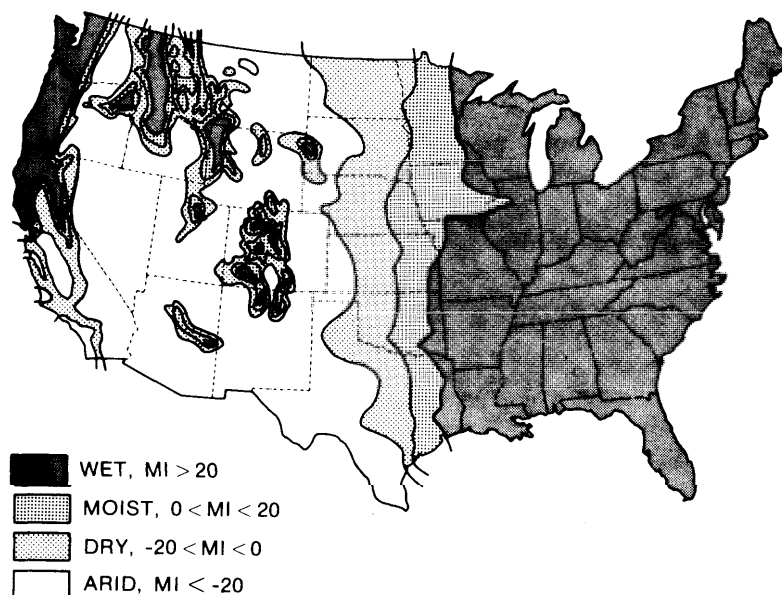 WET, MI > 20
MOIST, 0 < MI < 20
DRY, -20 < MI < 0
ARID, MI < -20